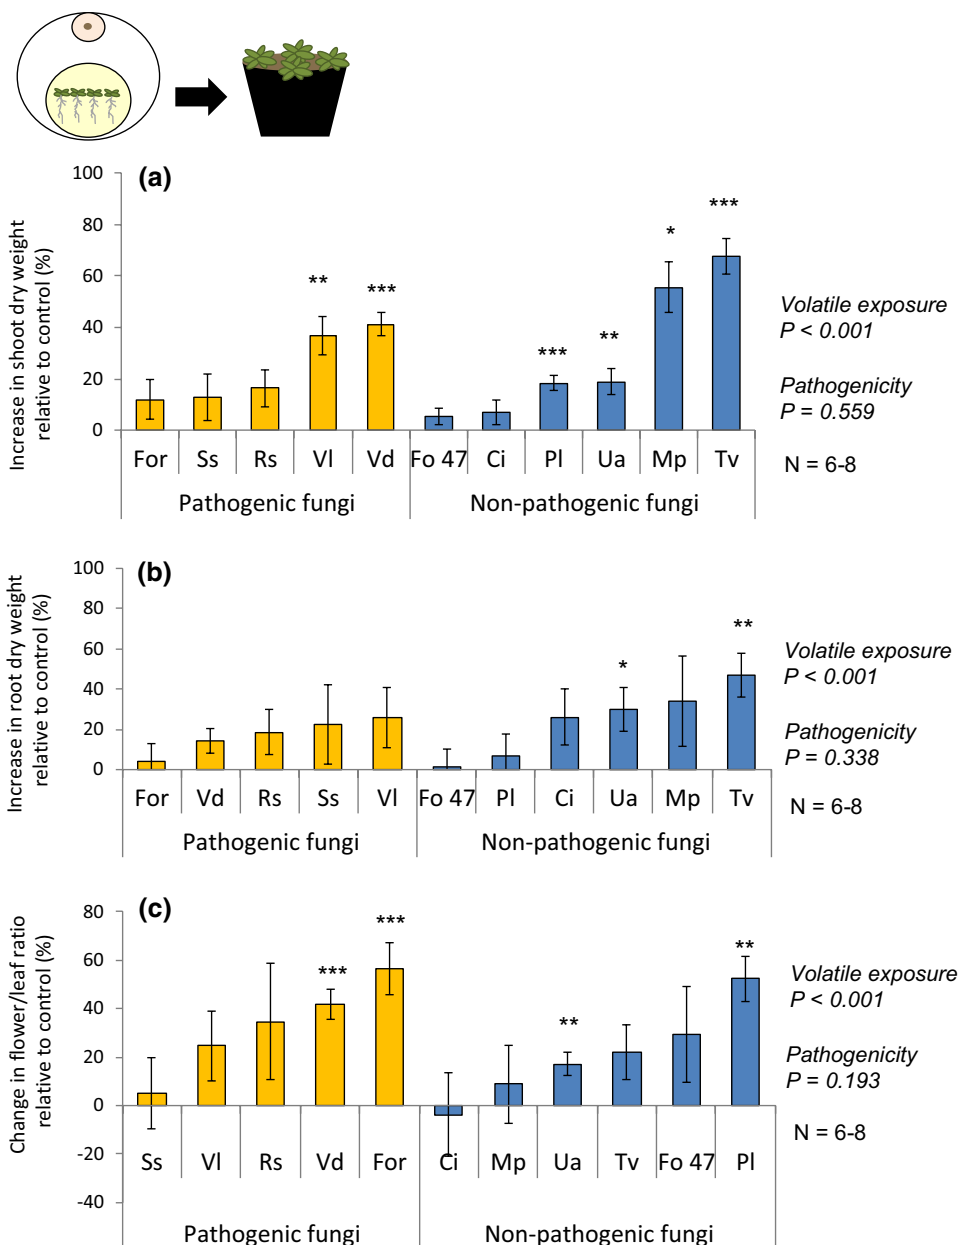 (a)
Increase in shoot dry weight
relative to control (%)
100
80
60
40
20
0
** *** *** ** * ***
For Ss Rs Vl Vd Fo 47 Ci Pl Ua Mp Tv
Pathogenic fungi Non-pathogenic fungi
Volatile exposure
P < 0.001
Pathogenicity
P = 0.559
N = 6-8
(b)
Increase in root dry weight
relative to control (%)
100
80
60
40
20
0
* **
For Vd Rs Ss Vl Fo 47 Pl Ci Ua Mp Tv
Pathogenic fungi Non-pathogenic fungi
Volatile exposure
P < 0.001
Pathogenicity
P = 0.338
N = 6-8
(c)
Change in flower/leaf ratio
relative to control (%)
80
60
40
20
0
-20
-40
*** *** ** **
Ss Vl Rs Vd For Ci Mp Ua Tv Fo 47 Pl
Pathogenic fungi Non-pathogenic fungi
Volatile exposure
P < 0.001
Pathogenicity
P = 0.193
N = 6-8